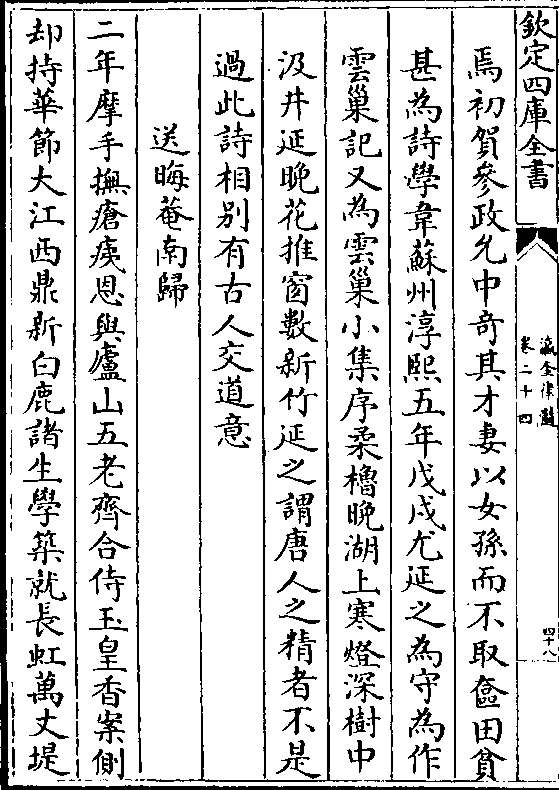 欽定四庫全書
瀛奎律髓
卷二十四
四十八
焉初賀參政允中奇其才妻以女孫而不取奩田貧
甚為詩學韋蘇州淳熙五年戊戌尤延之為守為作
雲巢記又為雲巢小集序柔櫓晚湖上寒燈深樹中
汲井延晚花推窗數新竹延之謂唐人之精者不是
過此詩相别有古人交道意
送晦菴南歸
二年摩手撫瘡痍恩與廬山五老齊合侍玉皇香案側
却持華節大江西鼎新白鹿諸生學築就長虹萬丈堤